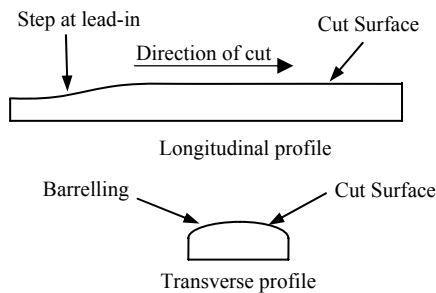 Step at lead-in
Cut Surface
Direction of cut
Longitudinal profile
Barrelling
Cut Surface
Transverse profile